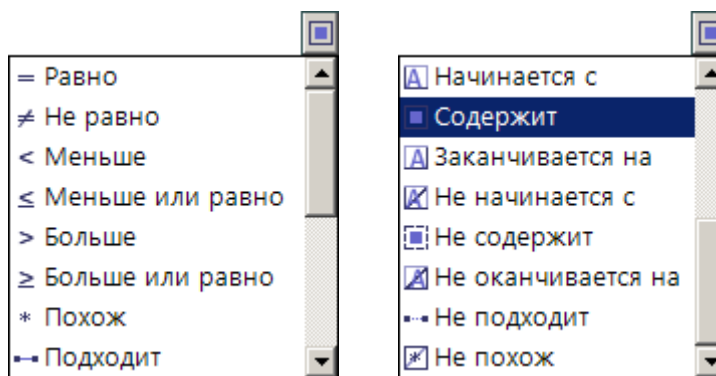 = Равно
≠ Не равно
< Меньше
≤ Меньше или равно
> Больше
≥ Больше или равно
* Похож
Подходит
Начинается с
Содержит
Заканчивается на
Не начинается с
Не содержит
Не оканчивается на
Не подходит
Не похож